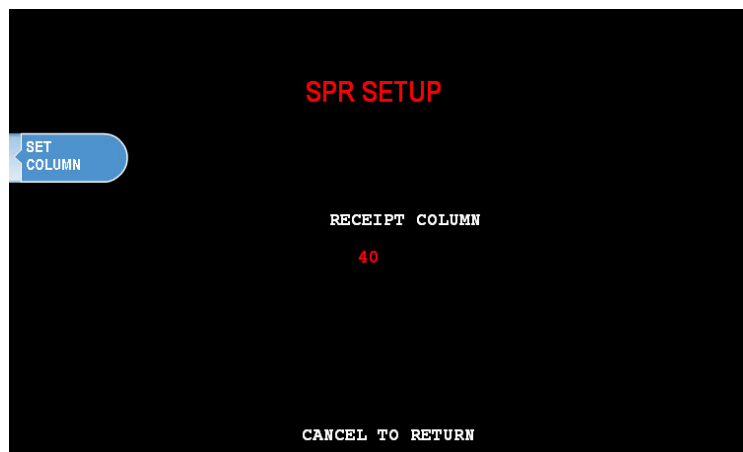 SPR SETUP
SET
COLUMN
RECEIPT COLUMN
40
CANCEL TO RETURN